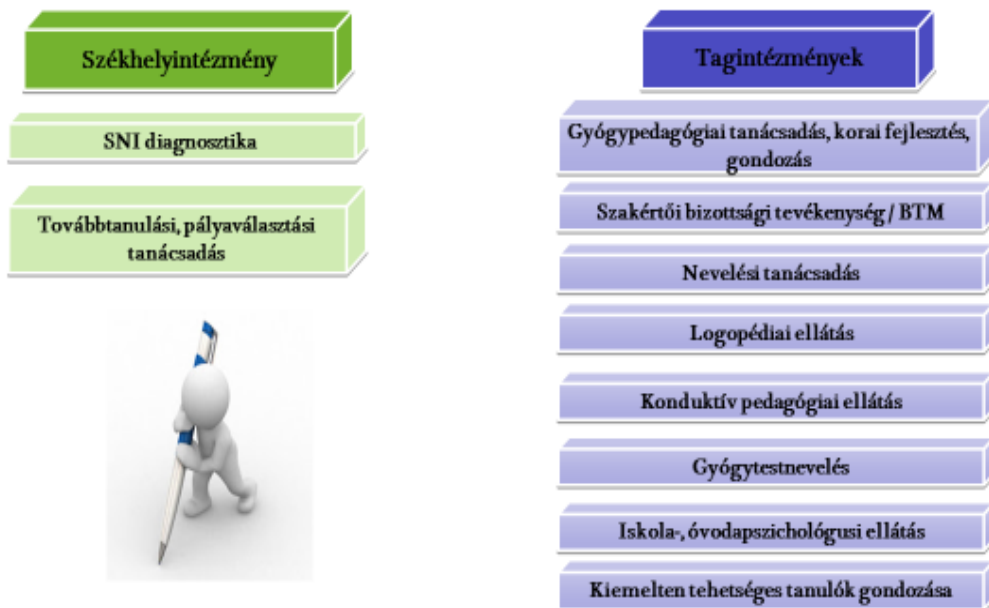 Székhelyintézmény
SNI diagnosztika
Továbbtanulási, pályaválasztási
tanácsadás
Tagintézmények
Gyógypedagógiai tanácsadás, korai fejlesztés,
gondozás
Szakértői bizottsági tevékenység / BTM
Nevelési tanácsadás
Logopédiai ellátás
Konduktív pedagógiai ellátás
Gyógytestnevelés
Iskola-, óvodapszichológusi ellátás
Kiemelten tehetséges tanulók gondozása